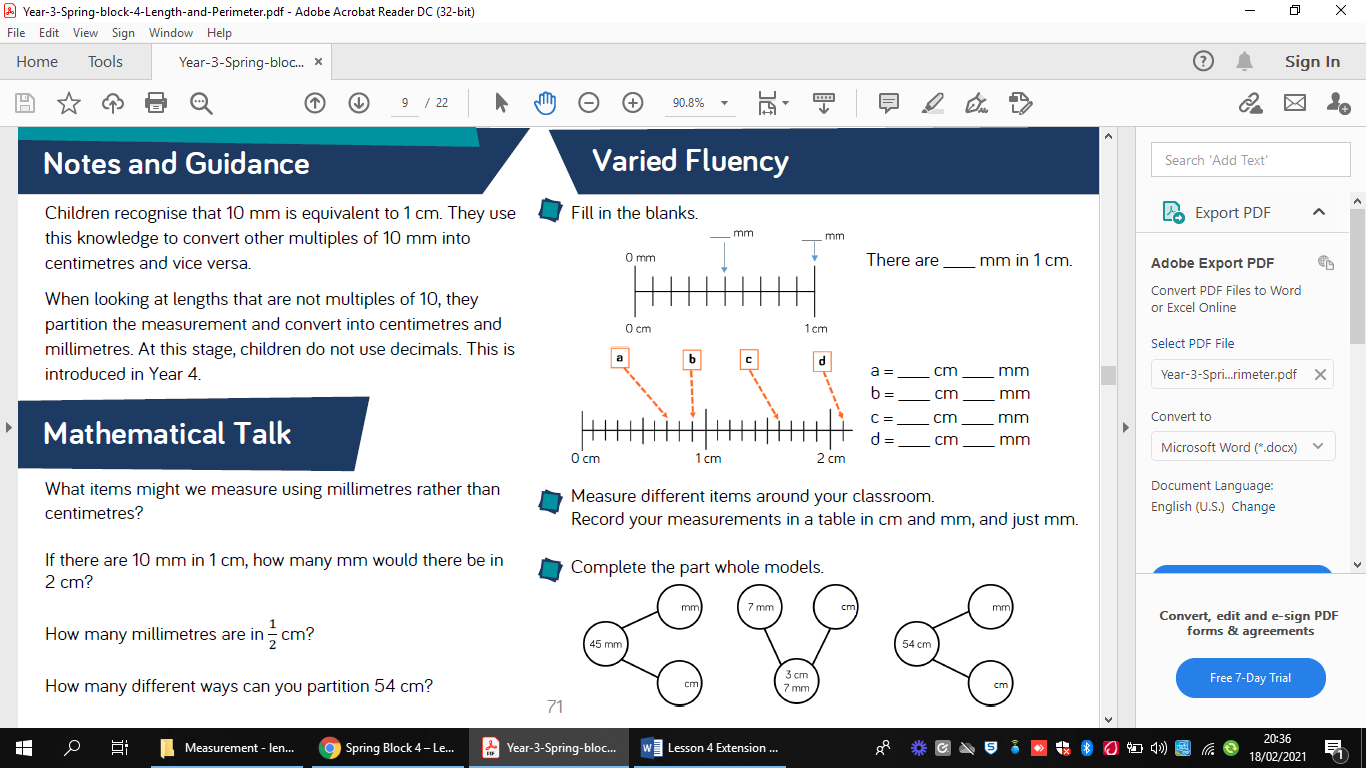 Year-3-Spring-block-4-Length-and-Perimeter.pdf - Adobe Acrobat Reader DC (32-bit)
File Edit View Sign Window Help
Home Tools Year-3-Spring-bloc... × Sign In
9 / 22 90.8%
Notes and Guidance
Children recognise that 10 mm is equivalent to 1 cm. They use
this knowledge to convert other multiples of 10 mm into
centimetres and vice versa.
When looking at lengths that are not multiples of 10, they
partition the measurement and convert into centimetres and
millimetres. At this stage, children do not use decimals. This is
introduced in Year 4.
Mathematical Talk
What items might we measure using millimetres rather than
centimetres?
If there are 10 mm in 1 cm, how many mm would there be in
2 cm?
How many millimetres are in 1/2 cm?
How many different ways can you partition 54 cm?
Varied Fluency
Fill in the blanks.
___ mm ___ mm
0 mm
There are ____ mm in 1 cm.
0 cm 1 cm
a b c d
a = ____ cm ____ mm
b = ____ cm ____ mm
c = ____ cm ____ mm
d = ____ cm ____ mm
0 cm 1 cm 2 cm
Measure different items around your classroom.
Record your measurements in a table in cm and mm, and just mm.
Complete the part whole models.
mm 7 mm cm mm
45 mm 54 cm
cm 3 cm cm
7 mm
71
Search 'Add Text'
Export PDF
Adobe Export PDF
Convert PDF Files to Word
or Excel Online
Select PDF File
Year-3-Spri...rimeter.pdf
Convert to
Microsoft Word (*.docx)
Document Language:
English (U.S.) Change
Convert, edit and e-sign PDF
forms & agreements
Free 7-Day Trial
Measurement - len... Spring Block 4 – Le... Year-3-Spring-bloc... Lesson 4 Extension ...
20:36
18/02/2021
1